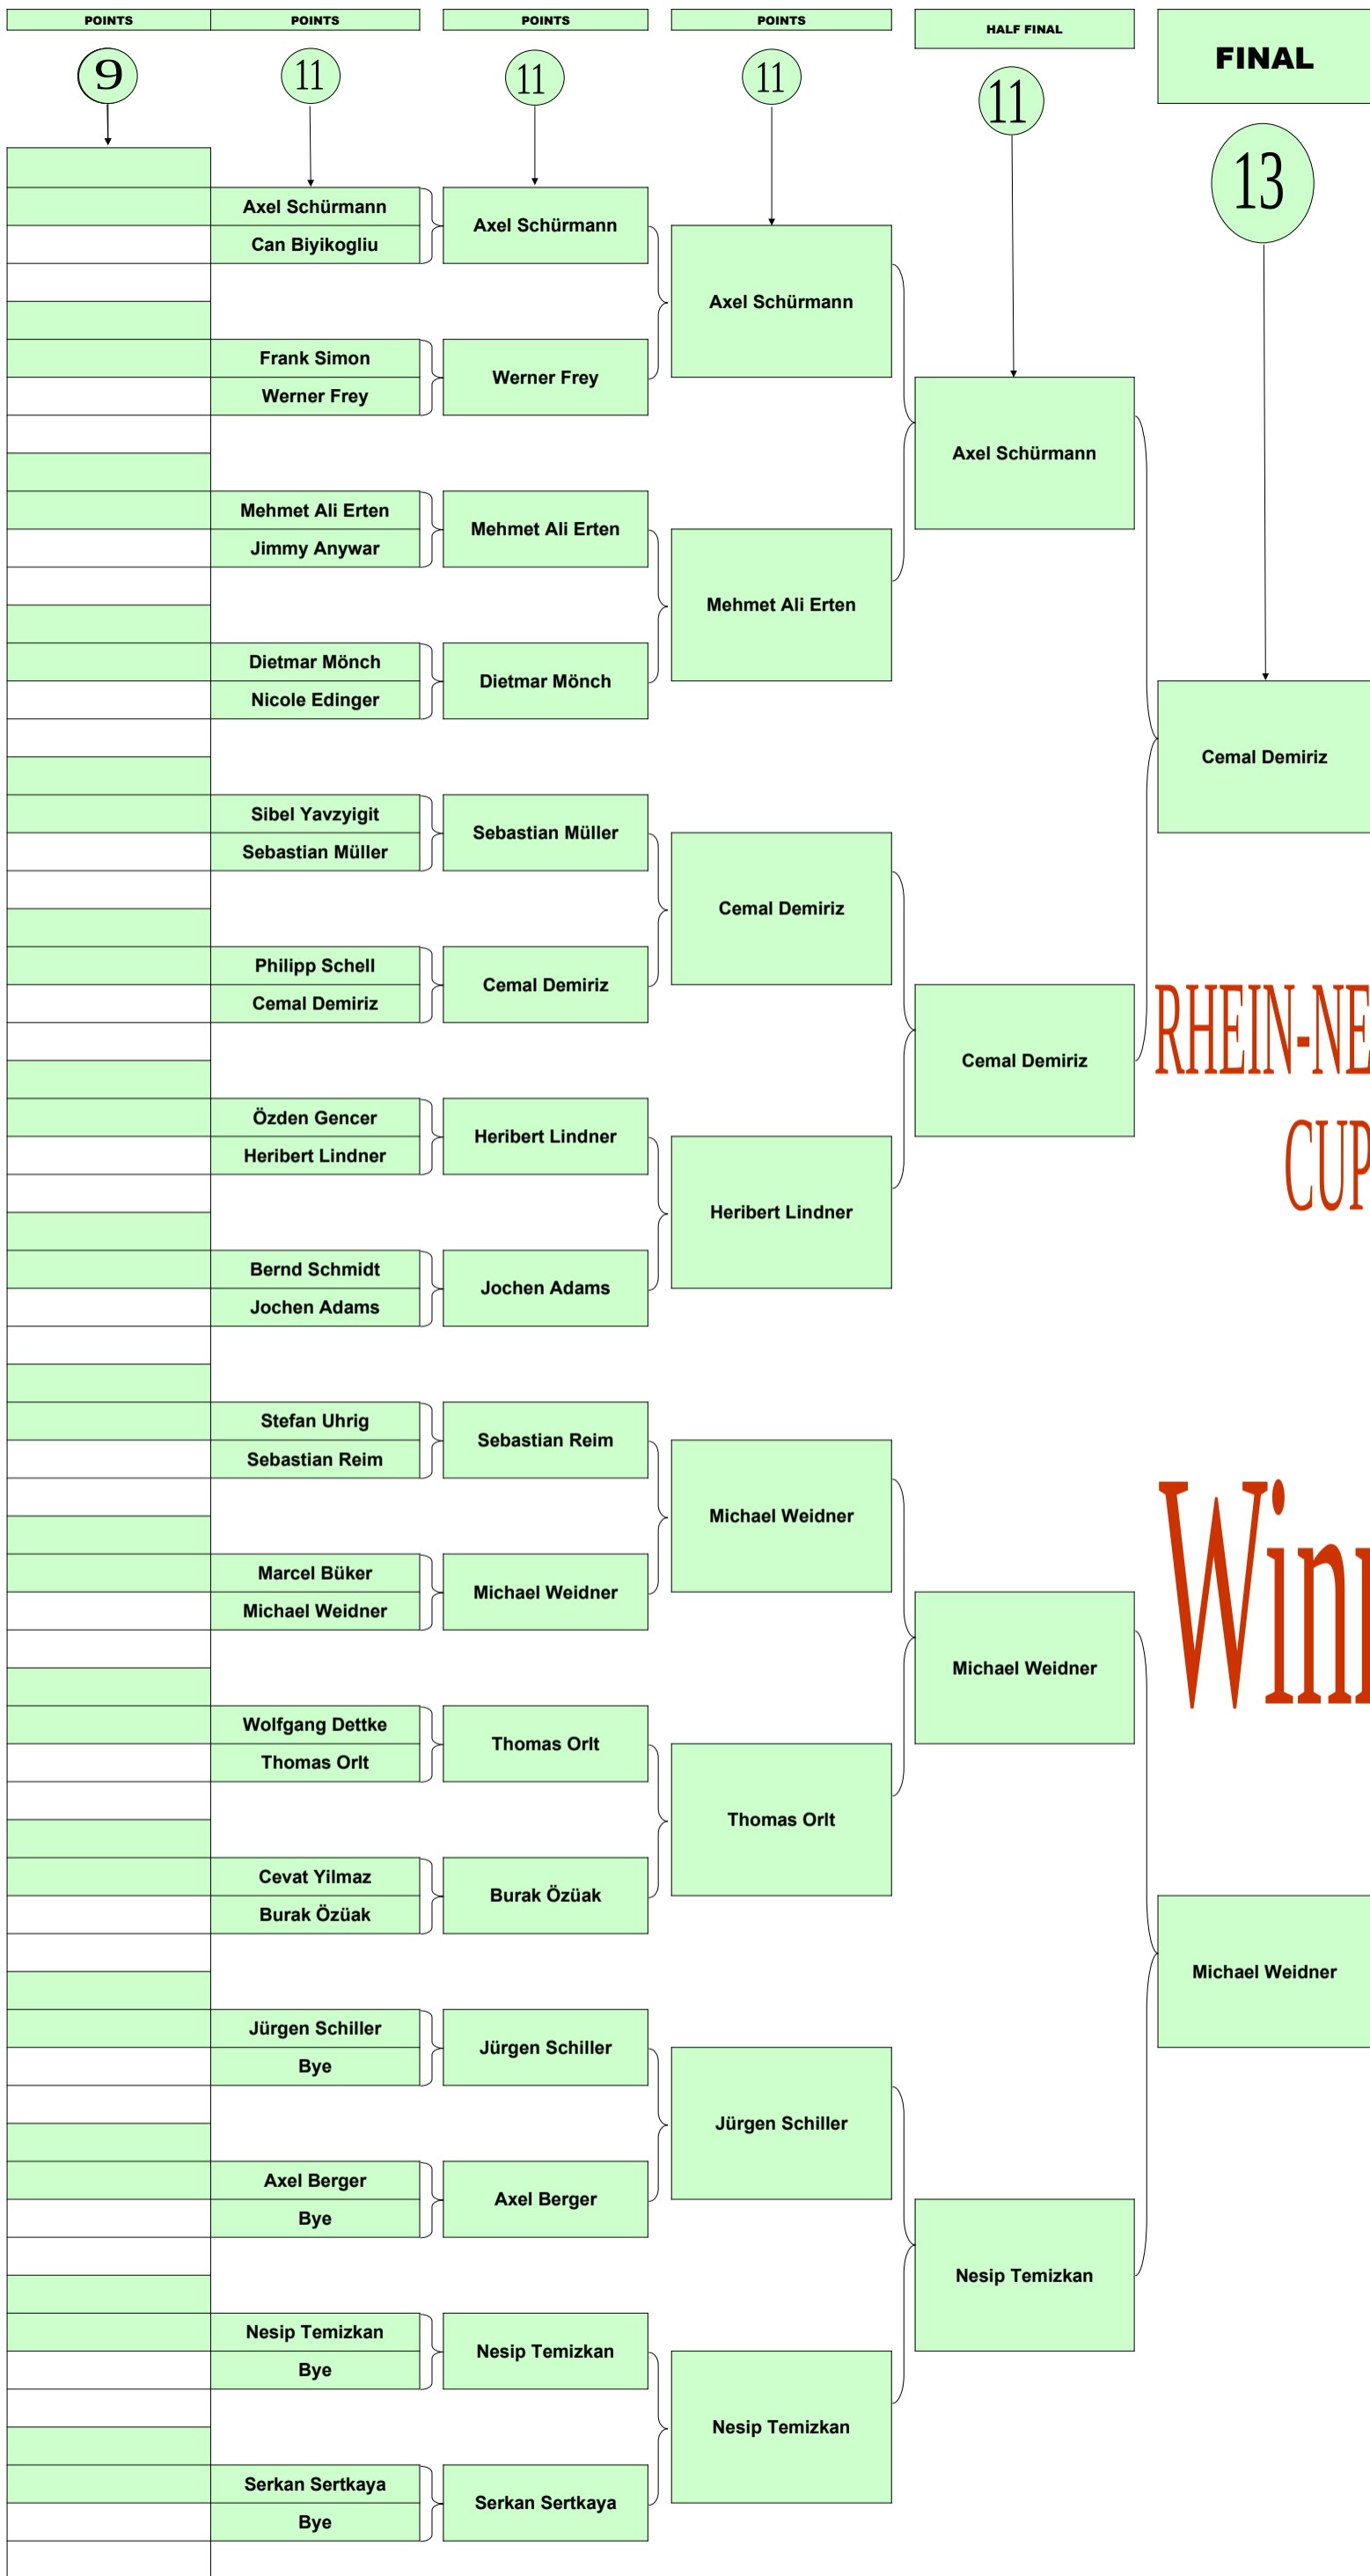 POINTS POINTS POINTS POINTS HALF FINAL FINAL
9 11 11 11 11 13
Axel Schürmann
Can Biyikogliu
Axel Schürmann
Axel Schürmann
Frank Simon
Werner Frey
Werner Frey
Axel Schürmann
Mehmet Ali Erten
Jimmy Anywar
Mehmet Ali Erten
Mehmet Ali Erten
Dietmar Mönch
Nicole Edinger
Dietmar Mönch
Cemal Demiriz
Sibel Yavzyigit
Sebastian Müller
Sebastian Müller
Cemal Demiriz
Philipp Schell
Cemal Demiriz
Cemal Demiriz
Cemal Demiriz
RHEIN-NE
CUP
Özden Gencer
Heribert Lindner
Heribert Lindner
Heribert Lindner
Bernd Schmidt
Jochen Adams
Jochen Adams
Stefan Uhrig
Sebastian Reim
Sebastian Reim
Michael Weidner
Winn
Marcel Büker
Michael Weidner
Michael Weidner
Michael Weidner
Wolfgang Dettke
Thomas Orlt
Thomas Orlt
Thomas Orlt
Cevat Yilmaz
Burak Özüak
Burak Özüak
Michael Weidner
Jürgen Schiller
Bye
Jürgen Schiller
Jürgen Schiller
Axel Berger
Bye
Axel Berger
Nesip Temizkan
Nesip Temizkan
Bye
Nesip Temizkan
Nesip Temizkan
Serkan Sertkaya
Bye
Serkan Sertkaya